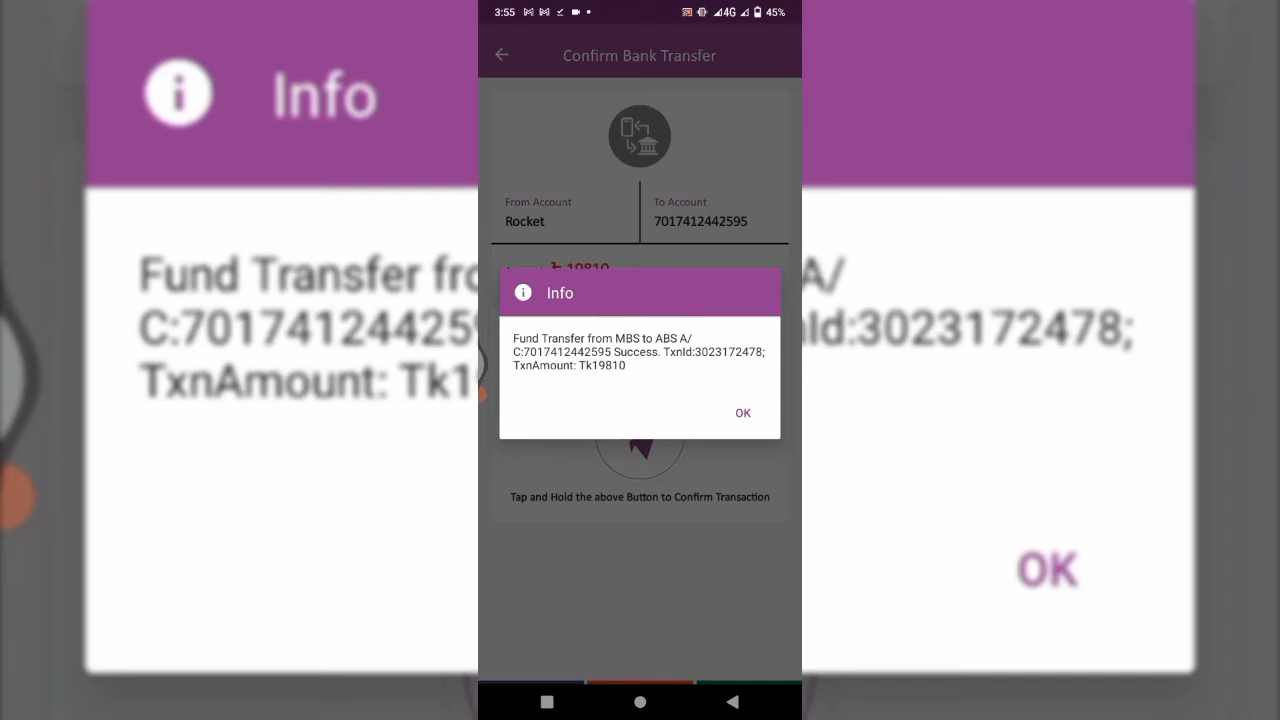 3:55
4G
45%
Confirm Bank Transfer
From Account
Rocket
To Account
7017412442595
৳ 19810
Info
Fund Transfer from MBS to ABS A/
C:7017412442595 Success. TxnId:3023172478;
TxnAmount: Tk19810
OK
Tap and Hold the above Button to Confirm Transaction
Info
Fund Transfer
A/
C:70174124425
Id:3023172478;
TxnAmount: Tk1
OK